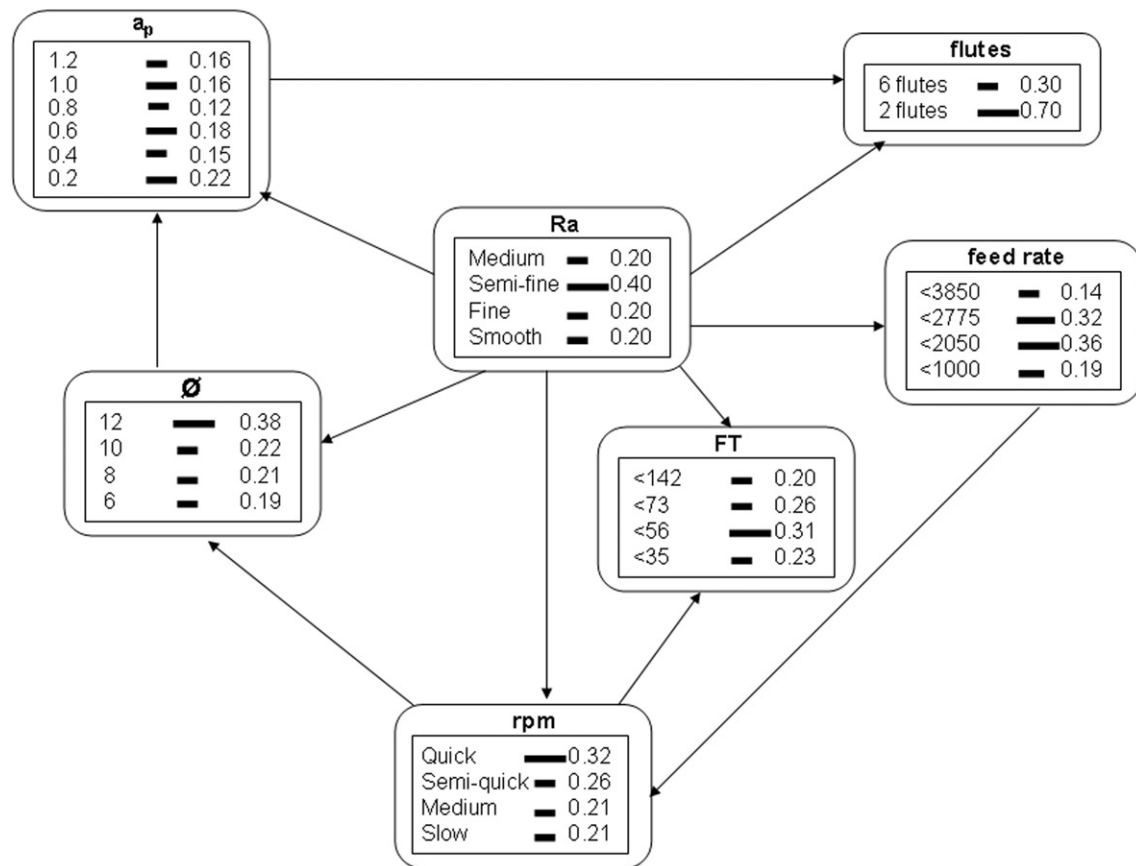 aₚ
1.2 0.16
1.0 0.16
0.8 0.12
0.6 0.18
0.4 0.15
0.2 0.22
flutes
6 flutes 0.30
2 flutes 0.70
Ra
Medium 0.20
Semi-fine 0.40
Fine 0.20
Smooth 0.20
feed rate
<3850 0.14
<2775 0.32
<2050 0.36
<1000 0.19
Ø
12 0.38
10 0.22
8 0.21
6 0.19
FT
<142 0.20
<73 0.26
<56 0.31
<35 0.23
rpm
Quick 0.32
Semi-quick 0.26
Medium 0.21
Slow 0.21